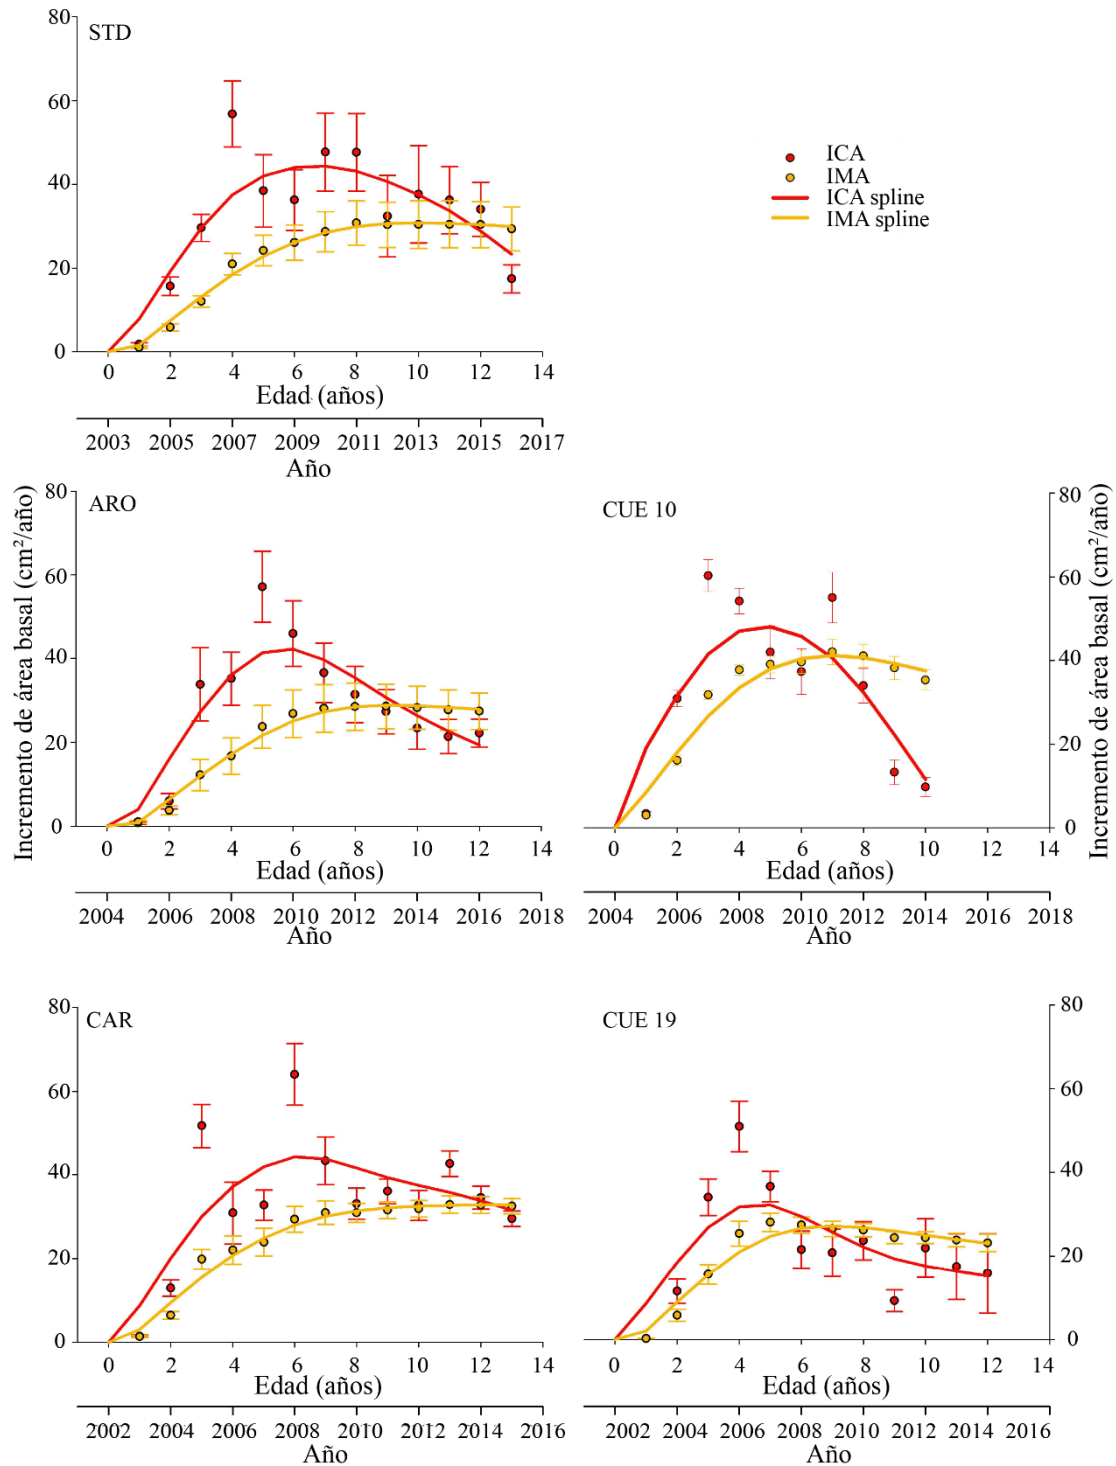 STD
80
60
40
20
0
0 2 4 6 8 10 12 14
Edad (años)
2003 2005 2007 2009 2011 2013 2015 2017
Año
ICA
IMA
ICA spline
IMA spline
Incremento de área basal (cm²/año)
ARO
80
60
40
20
0
0 2 4 6 8 10 12 14
Edad (años)
2004 2006 2008 2010 2012 2014 2016 2018
Año
CUE 10
80
60
40
20
0
Incremento de área basal (cm²/año)
0 2 4 6 8 10 12 14
Edad (años)
2004 2006 2008 2010 2012 2014 2016 2018
Año
CAR
80
60
40
20
0
0 2 4 6 8 10 12 14
Edad (años)
2002 2004 2006 2008 2010 2012 2014 2016
Año
CUE 19
80
60
40
20
0
0 2 4 6 8 10 12 14
Edad (años)
2002 2004 2006 2008 2010 2012 2014 2016
Año